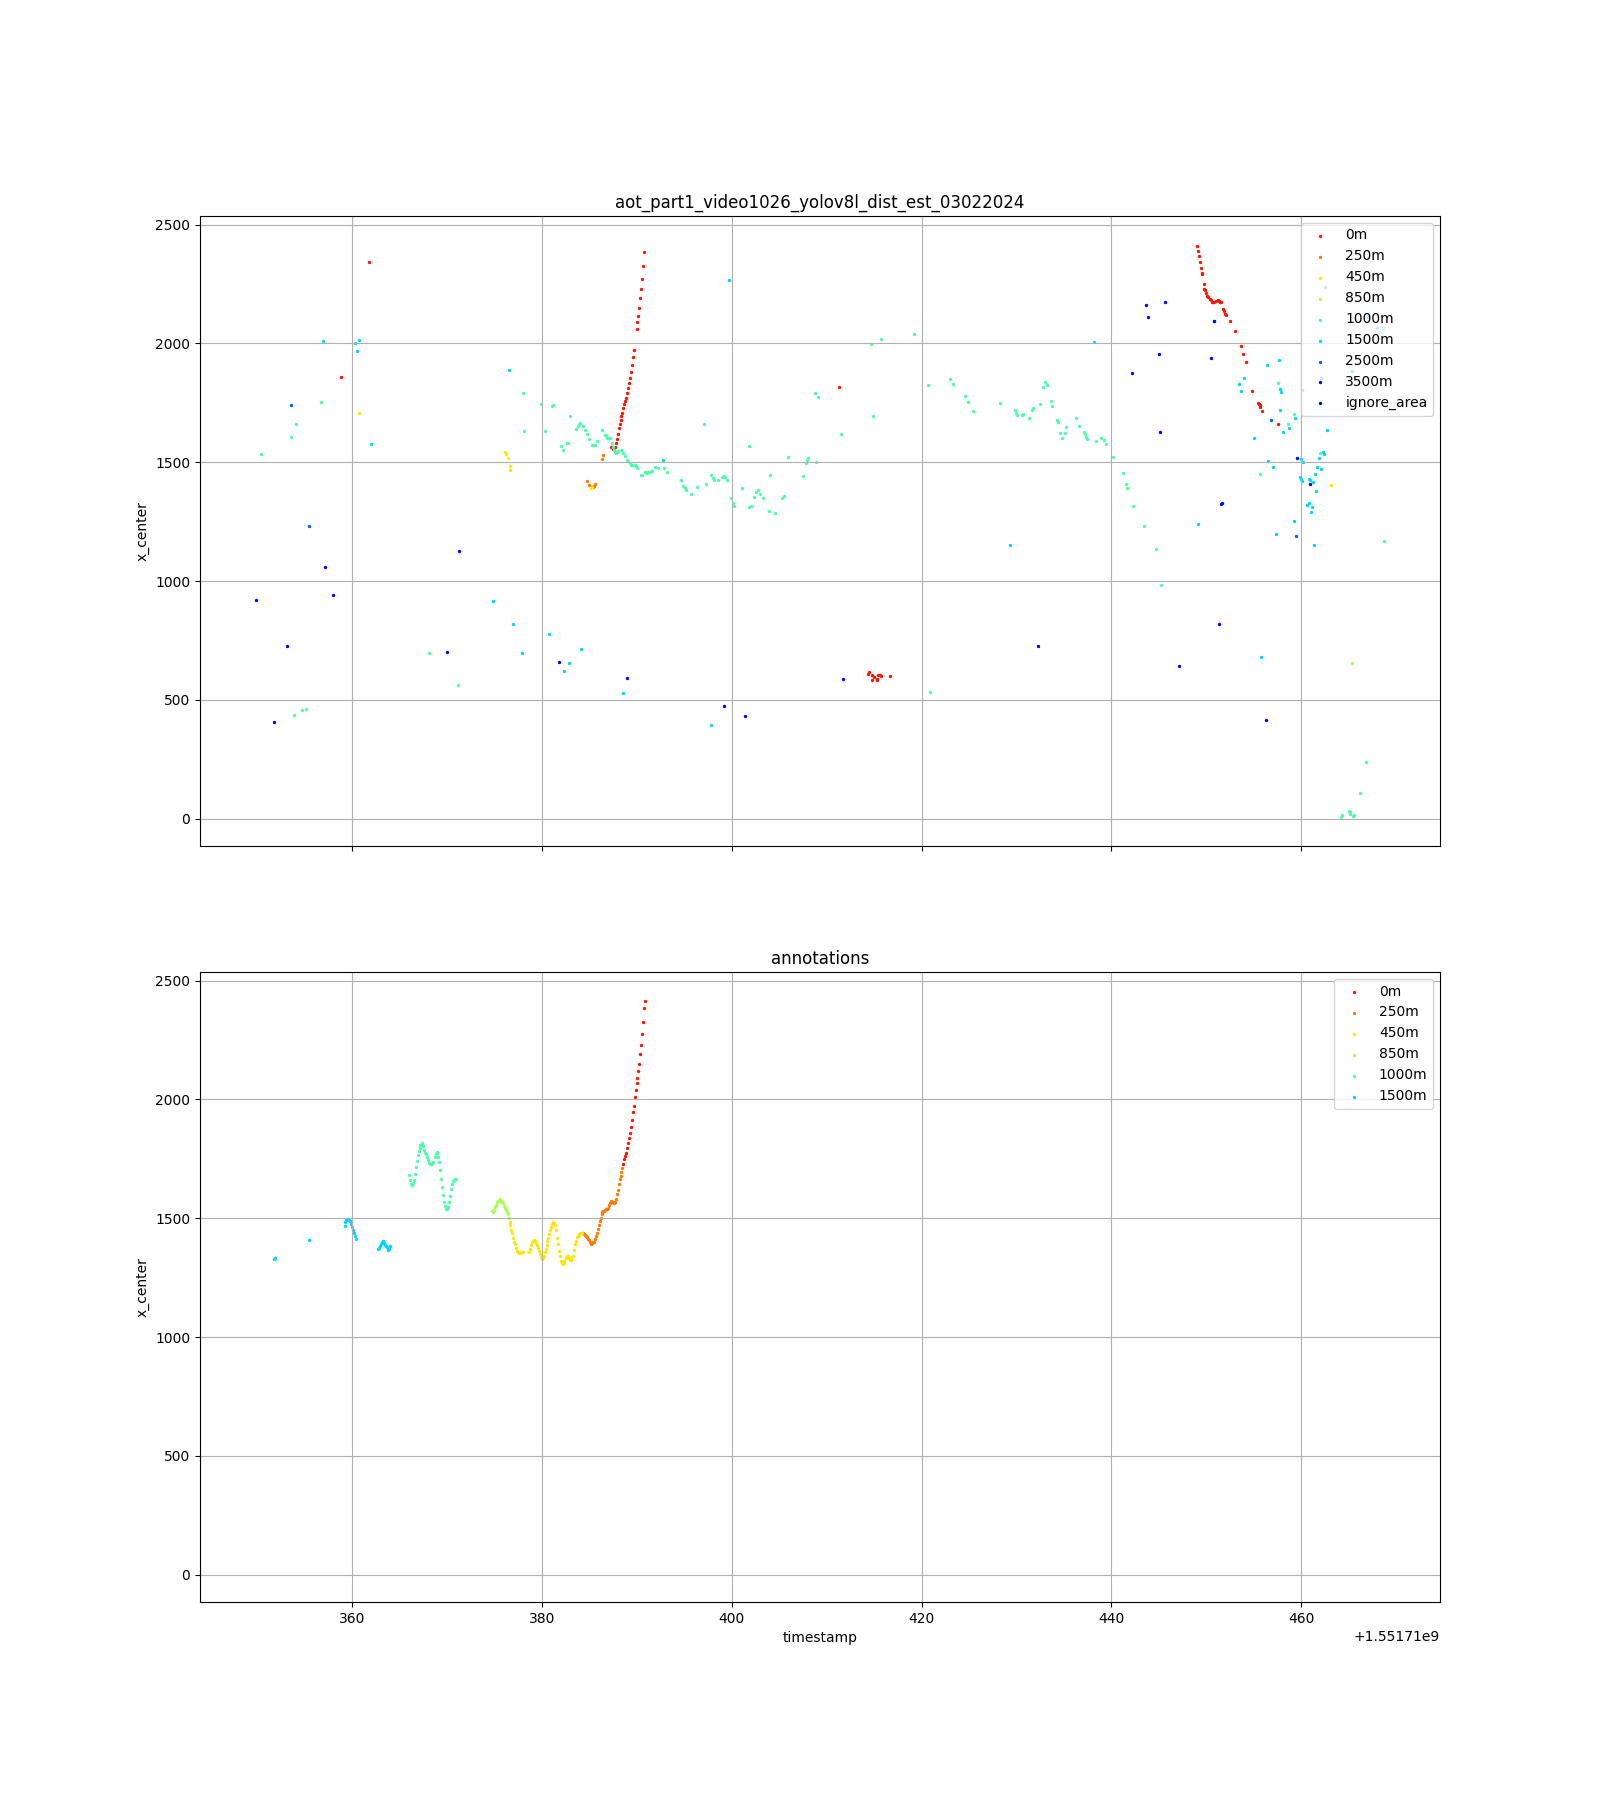 aot_part1_video1026_yolov8l_dist_est_03022024
2500
2000
1500
1000
500
0
x_center
0m
250m
450m
850m
1000m
1500m
2500m
3500m
ignore_area
annotations
2500
2000
1500
1000
500
0
x_center
0m
250m
450m
850m
1000m
1500m
360
380
400
420
440
460
timestamp
+1.55171e9